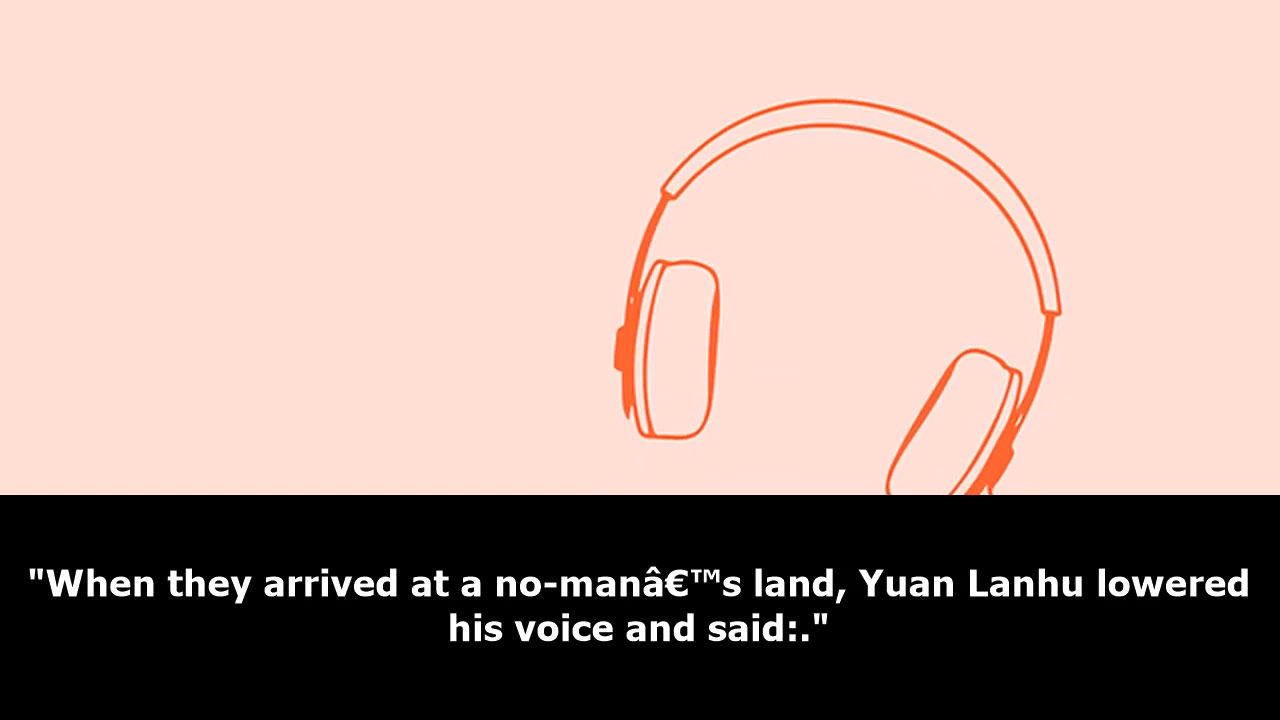 "When they arrived at a no-manâ€™s land, Yuan Lanhu lowered
his voice and said:."